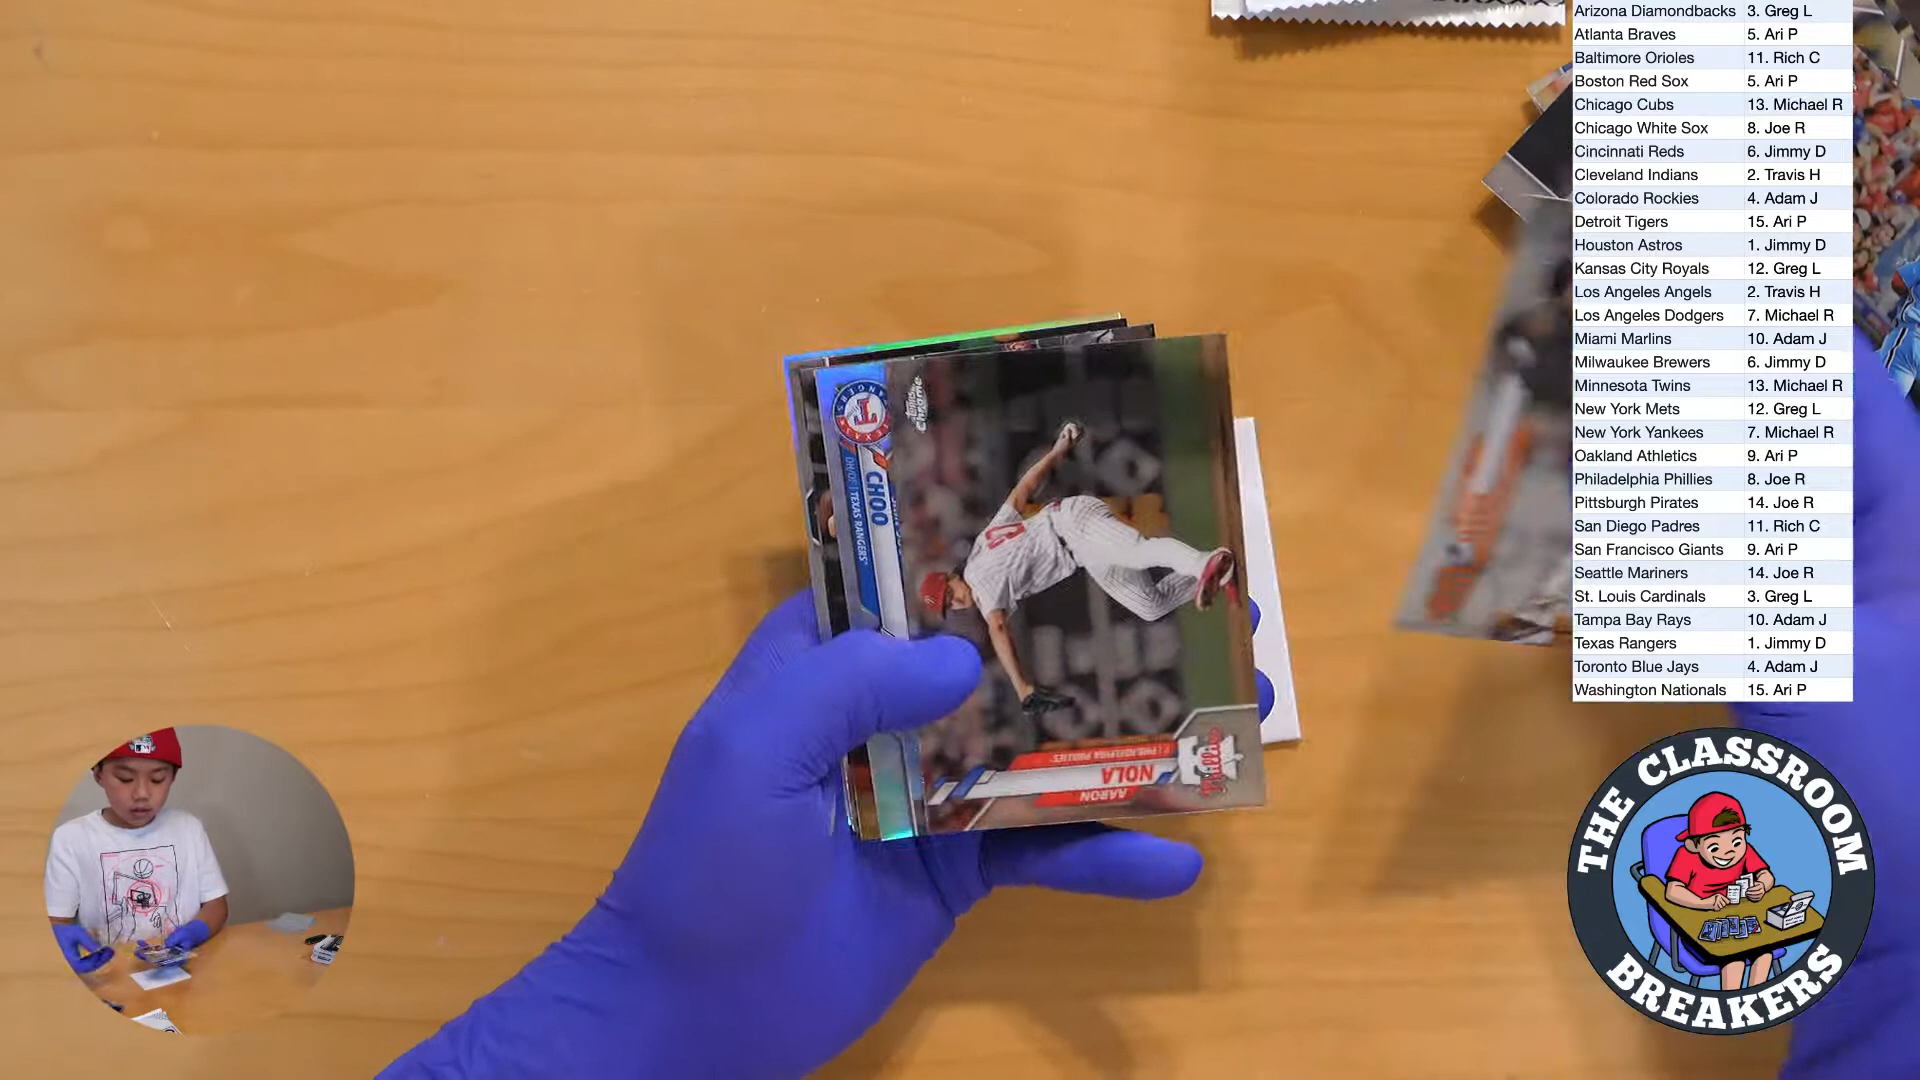 Arizona Diamondbacks 3. Greg L
Atlanta Braves 5. Ari P
Baltimore Orioles 11. Rich C
Boston Red Sox 5. Ari P
Chicago Cubs 13. Michael R
Chicago White Sox 8. Joe R
Cincinnati Reds 6. Jimmy D
Cleveland Indians 2. Travis H
Colorado Rockies 4. Adam J
Detroit Tigers 15. Ari P
Houston Astros 1. Jimmy D
Kansas City Royals 12. Greg L
Los Angeles Angels 2. Travis H
Los Angeles Dodgers 7. Michael R
Miami Marlins 10. Adam J
Milwaukee Brewers 6. Jimmy D
Minnesota Twins 13. Michael R
New York Mets 12. Greg L
New York Yankees 7. Michael R
Oakland Athletics 9. Ari P
Philadelphia Phillies 8. Joe R
Pittsburgh Pirates 14. Joe R
San Diego Padres 11. Rich C
San Francisco Giants 9. Ari P
Seattle Mariners 14. Joe R
St. Louis Cardinals 3. Greg L
Tampa Bay Rays 10. Adam J
Texas Rangers 1. Jimmy D
Toronto Blue Jays 4. Adam J
Washington Nationals 15. Ari P
Topps
Chrome
CHOO
DH/OF | TEXAS RANGERS
AARON
NOLA
P | PHILADELPHIA PHILLIES
Phillies
THE CLASSROOM
BREAKERS